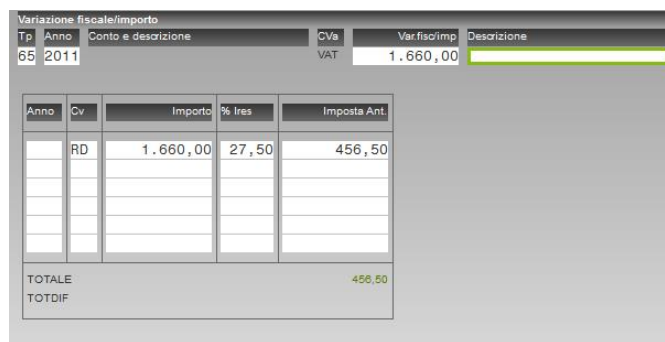 Variazione fiscale/importo
Tp Anno Conto e descrizione CVa Var.fisc/imp Descrizione
65 2011 VAT 1.660,00
Anno Cv Importo % Ires Imposta Ant.
RD 1.660,00 27,50 456,50
TOTALE 456,50
TOTDIF